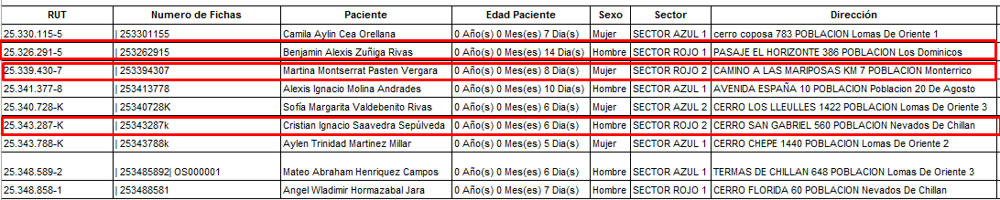 RUT Numero de Fichas Paciente Edad Paciente Sexo Sector Dirección
25.330.115-5 | 253301155 Camila Aylin Cea Orellana 0 Año(s) 0 Mes(es) 7 Dia(s) Mujer SECTOR AZUL 1 cerro coposa 783 POBLACION Lomas De Oriente 1
25.326.291-5 | 253262915 Benjamin Alexis Zuñiga Rivas 0 Año(s) 0 Mes(es) 14 Dia(s) Hombre SECTOR ROJO 1 PASAJE EL HORIZONTE 386 POBLACION Los Dominicos
25.339.430-7 | 253394307 Martina Montserrat Pasten Vergara 0 Año(s) 0 Mes(es) 8 Dia(s) Mujer SECTOR ROJO 2 CAMINO A LAS MARIPOSAS KM 7 POBLACION Monterrico
25.341.377-8 | 253413778 Alexis Ignacio Molina Andrades 0 Año(s) 0 Mes(es) 10 Dia(s) Hombre SECTOR AZUL 1 AVENIDA ESPAÑA 10 POBLACION Poblacion 20 De Agosto
25.340.728-K | 25340728K Sofía Margarita Valdebenito Rivas 0 Año(s) 0 Mes(es) 6 Dia(s) Mujer SECTOR AZUL 2 CERRO LOS LLEULLES 1422 POBLACION Lomas De Oriente 3
25.343.287-K | 25343287k Cristian Ignacio Saavedra Sepúlveda 0 Año(s) 0 Mes(es) 6 Dia(s) Hombre SECTOR ROJO 2 CERRO SAN GABRIEL 560 POBLACION Nevados De Chillan
25.343.788-K | 25343788k Aylen Trinidad Martinez Millar 0 Año(s) 0 Mes(es) 5 Dia(s) Mujer SECTOR AZUL 1 CERRO CHEPE 1440 POBLACION Lomas De Oriente 2
25.348.589-2 | 253485892| OS000001 Mateo Abraham Henriquez Campos 0 Año(s) 0 Mes(es) 6 Dia(s) Hombre SECTOR AZUL 1 TERMAS DE CHILLAN 648 POBLACION Lomas De Oriente 3
25.348.858-1 | 253488581 Angel Wladimir Hormazabal Jara 0 Año(s) 0 Mes(es) 7 Dia(s) Hombre SECTOR ROJO 1 CERRO FLORIDA 60 POBLACION Nevados De Chillan